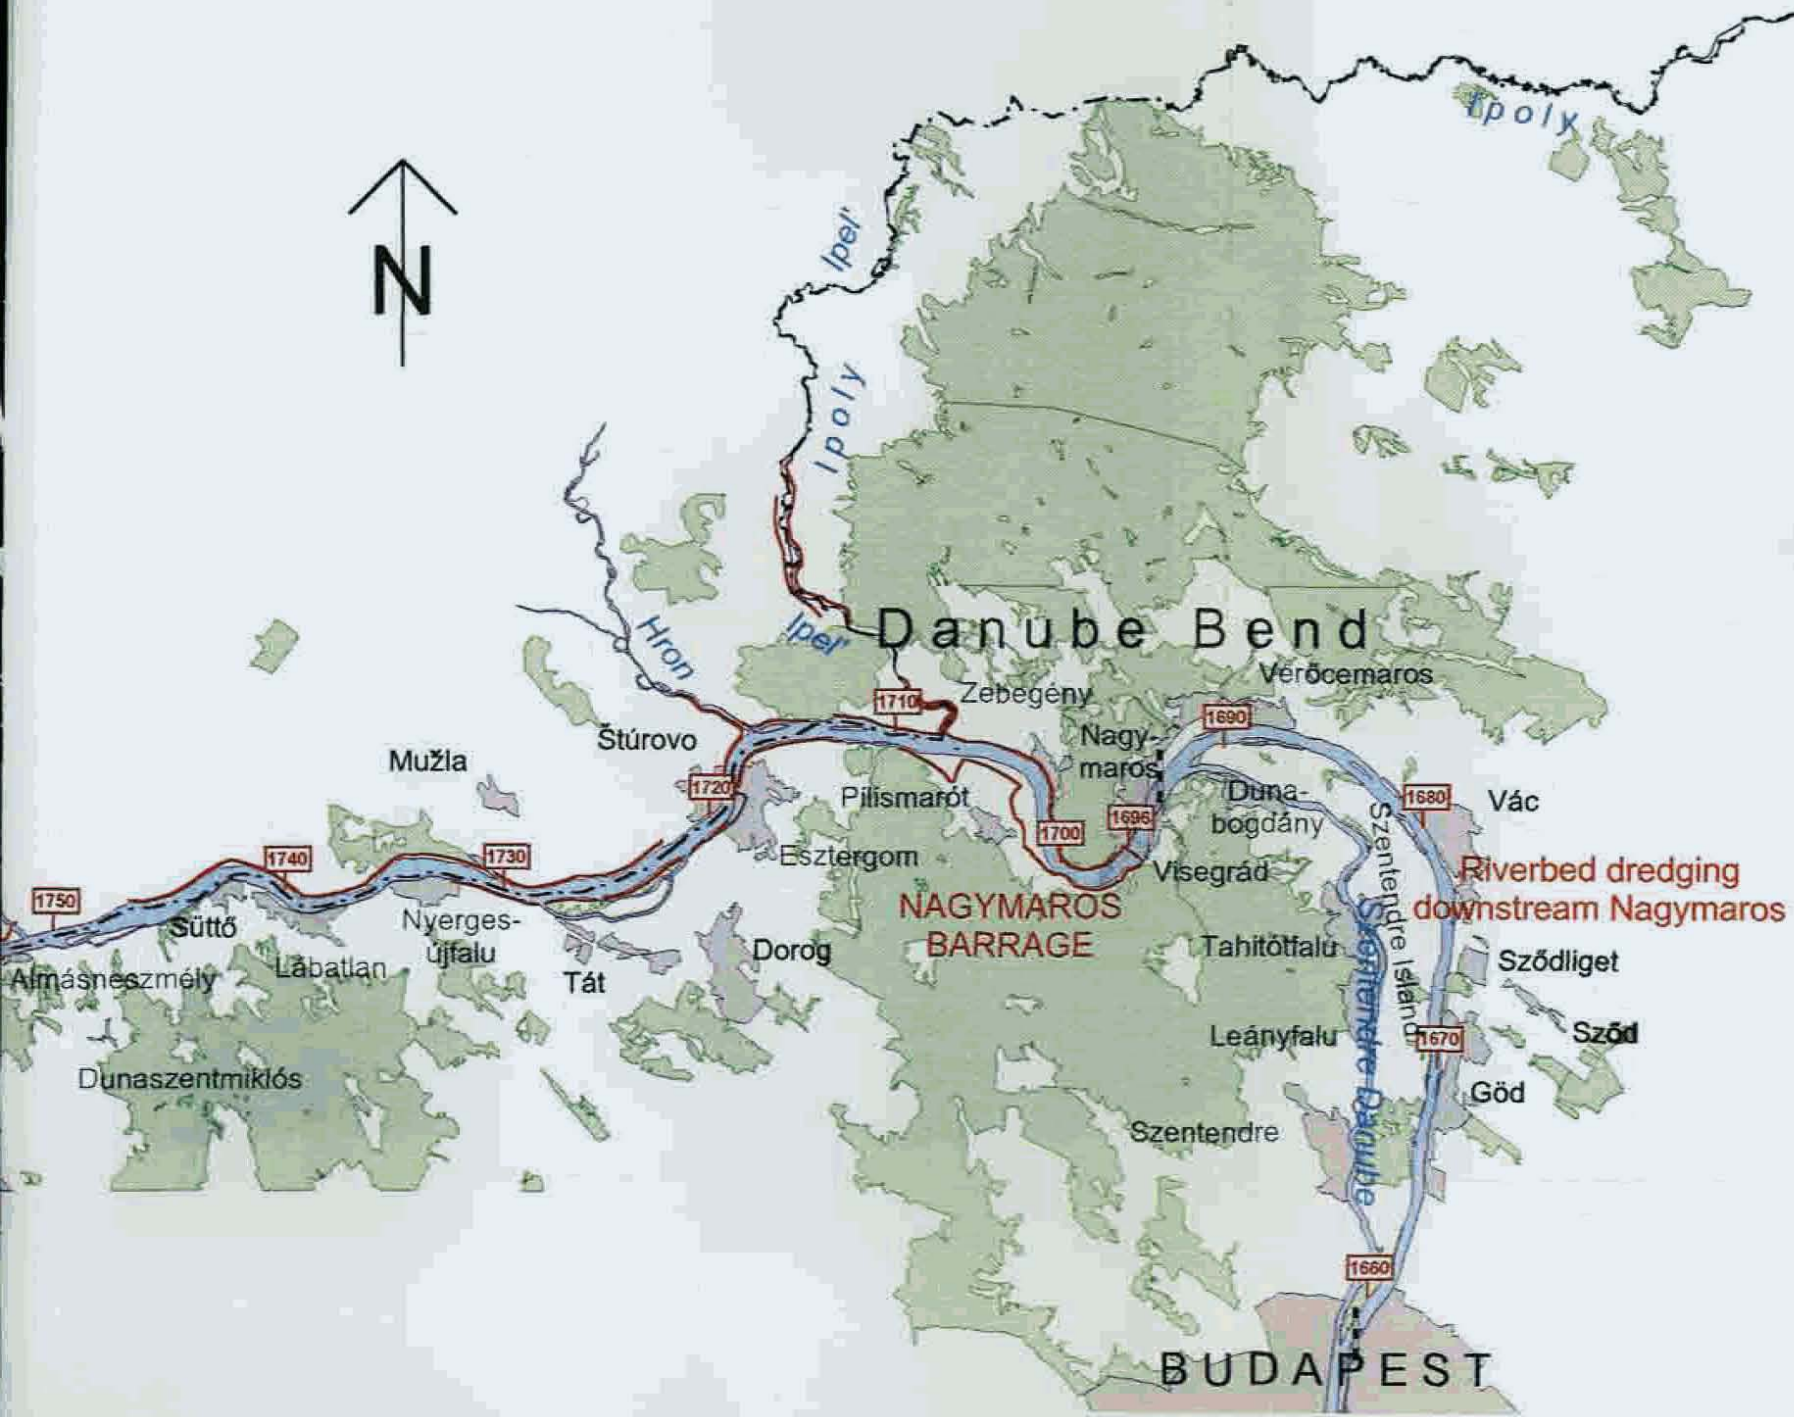 Ipoly
N
Ipel'
Ipoly
Hron
Ipel'
Danube Bend
Verőcemaros
Zebegény
1710
1690
Štúrovo
Mužla
Nagy-
maros
1720
Pilismarót
Duna-
bogdány
1680
Vác
1696
1700
Szentendre Island
1740
1730
Esztergom
Visegrád
Riverbed dredging
downstream Nagymaros
1750
NAGYMAROS
BARRAGE
Süttő
Nyerges-
újfalu
Dorog
Tahitótfalu
Sződliget
Almásneszmély
Lábatlan
Tát
Szentendre Danube
Leányfalu
1670
Sződ
Dunaszentmiklós
Göd
Szentendre
1660
BUDAPEST